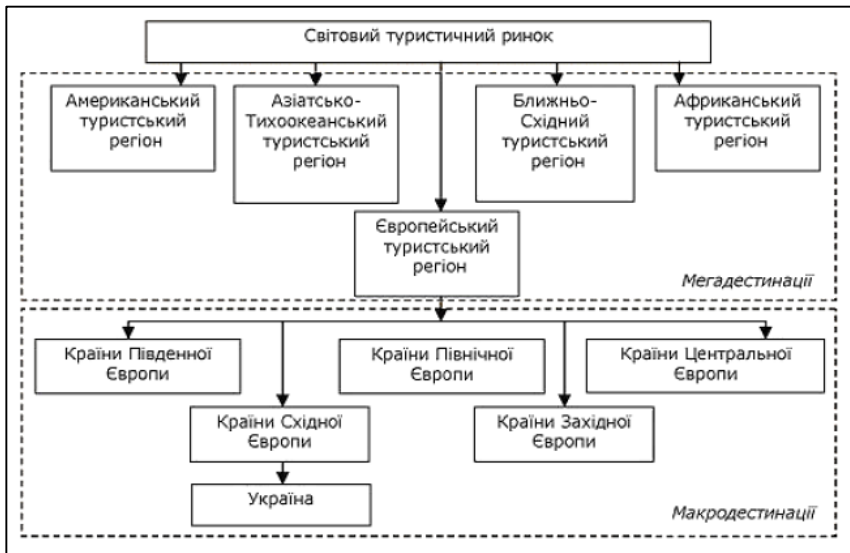 Світовий туристичний ринок
Американський
туристський
регіон
Азіатсько-
Тихоокеанський
туристський
регіон
Ближньо-
Східний
туристський
регіон
Африканський
туристський
регіон
Європейський
туристський
регіон
Мегадестинації
Країни Південної
Європи
Країни Північної
Європи
Країни Центральної
Європи
Країни Східної
Європи
Країни Західної
Європи
Україна
Макродестинації